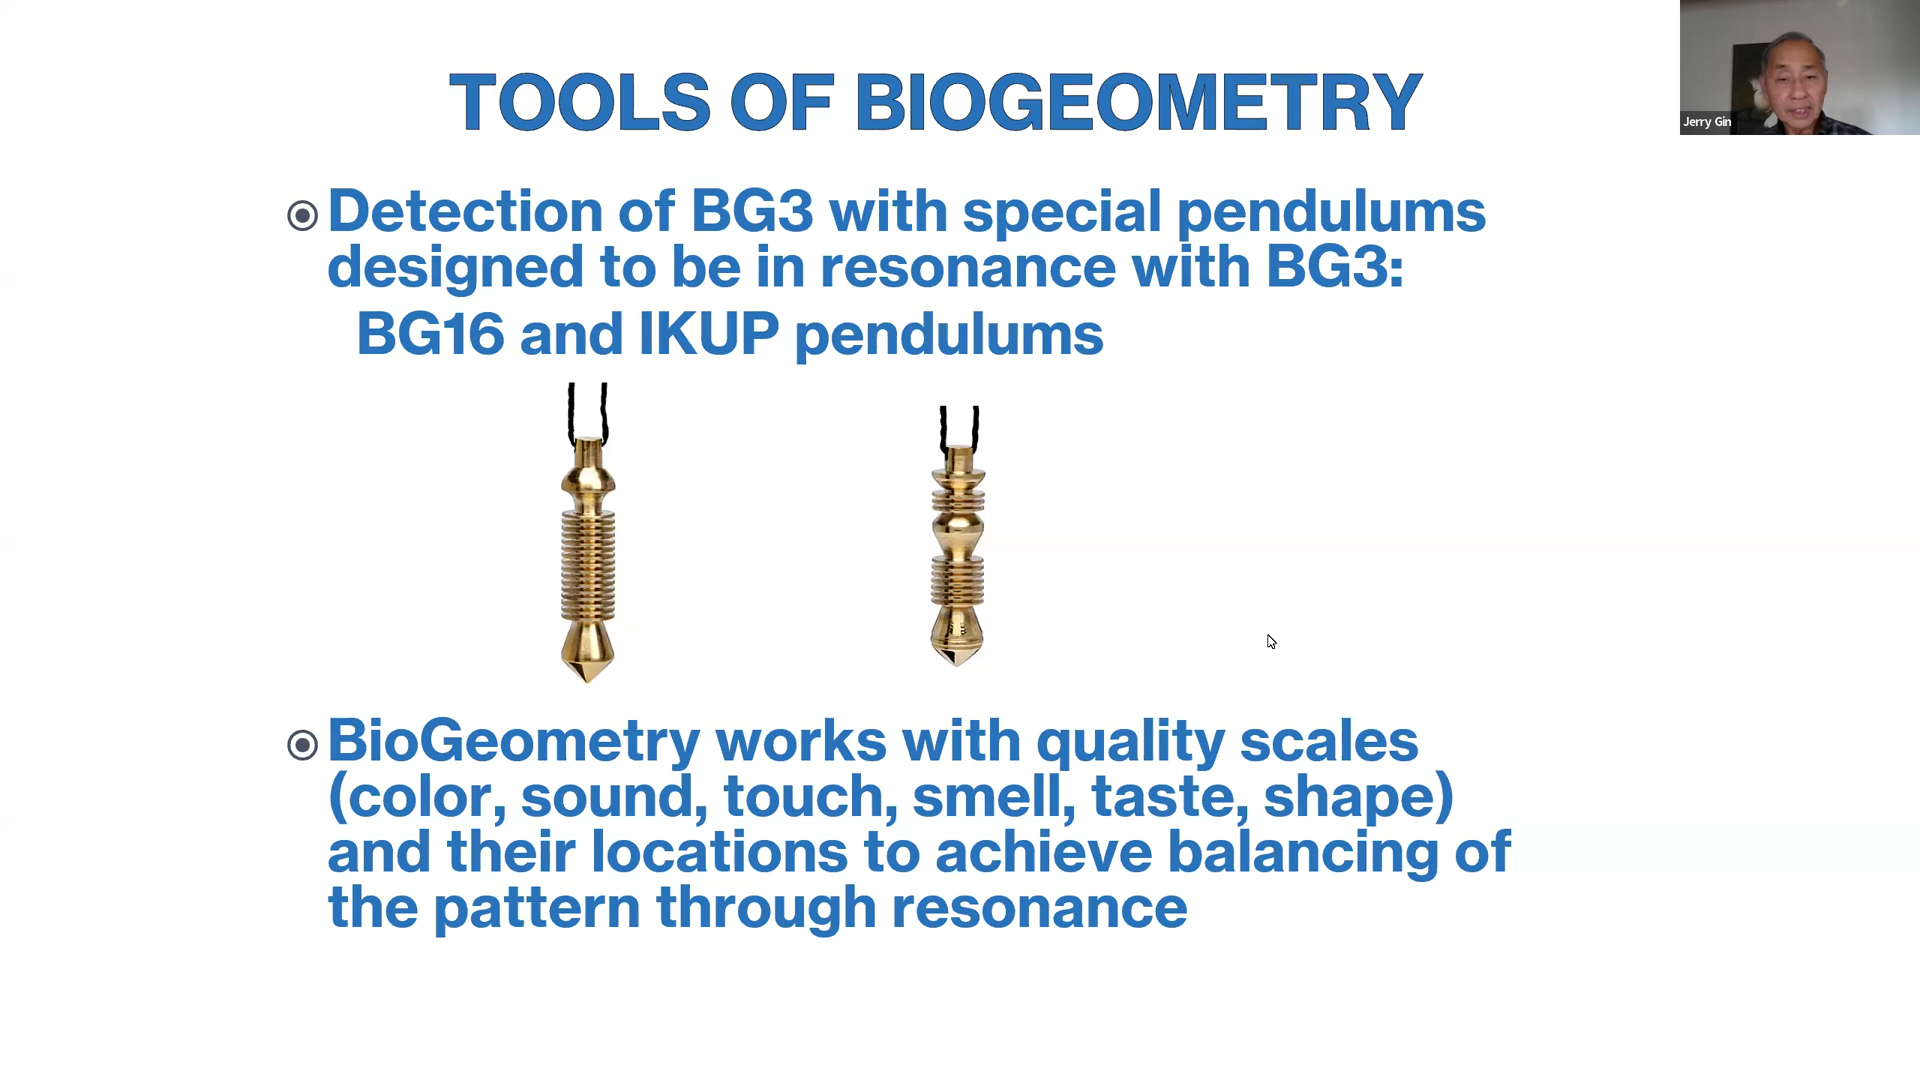 TOOLS OF BIOGEOMETRY
Jerry Gin
Detection of BG3 with special pendulums
designed to be in resonance with BG3:
BG16 and IKUP pendulums
BioGeometry works with quality scales
(color, sound, touch, smell, taste, shape)
and their locations to achieve balancing of
the pattern through resonance